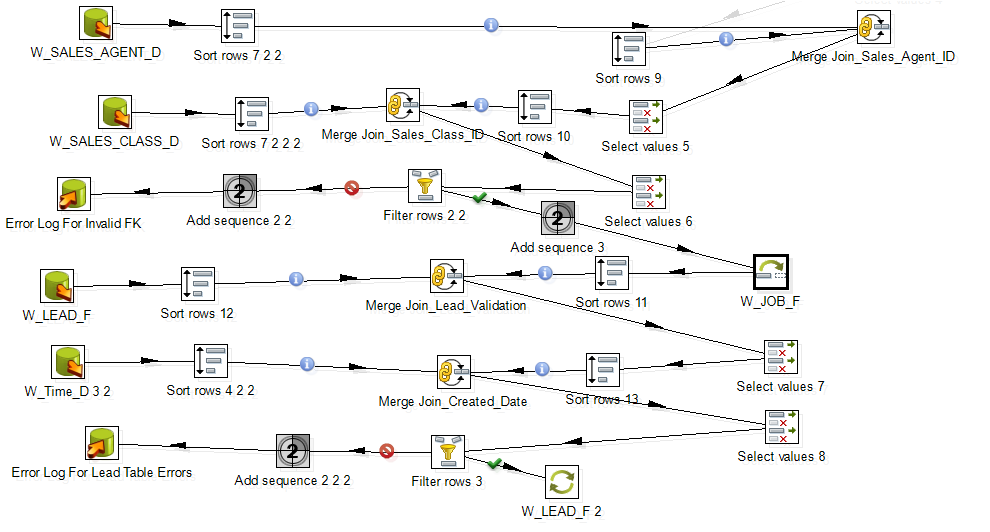 W_SALES_AGENT_D
Sort rows 7 2 2
Sort rows 9
Merge Join_Sales_Agent_ID
W_SALES_CLASS_D
Sort rows 7 2 2 2
Merge Join_Sales_Class_ID
Sort rows 10
Select values 5
Error Log For Invalid FK
2
Add sequence 2 2
Filter rows 2 2
2
Add sequence 3
Select values 6
W_LEAD_F
Sort rows 12
Merge Join_Lead_Validation
Sort rows 11
W_JOB_F
W_Time_D 3 2
Sort rows 4 2 2
Merge Join_Created_Date
Sort rows 13
Select values 7
Error Log For Lead Table Errors
2
Add sequence 2 2 2
Filter rows 3
W_LEAD_F 2
Select values 8